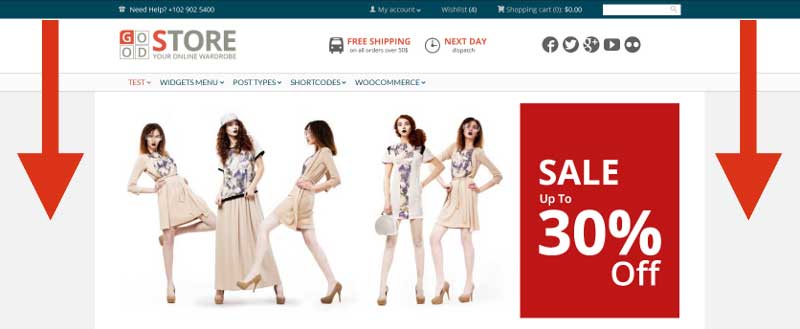 Need Help? +102 902 5400
My account
Wishlist (4)
Shopping cart (0): $0.00
GOOD STORE
YOUR ONLINE WARDROBE
FREE SHIPPING
on all orders over 50$
NEXT DAY
dispatch
TEST
WIDGETS MENU
POST TYPES
SHORTCODES
WOOCOMMERCE
SALE
Up To
30%
Off